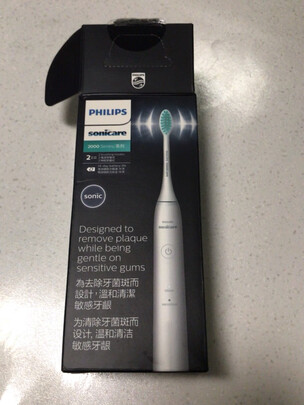 PHILIPS
sonicare
sonic
Designed to
remove plaque
while being
gentle on
sensitive gums
為去除牙菌斑而
設計，溫和清潔
敏感牙齦
为清除牙菌斑而
设计，温和清洁
敏感牙龈
sonicare